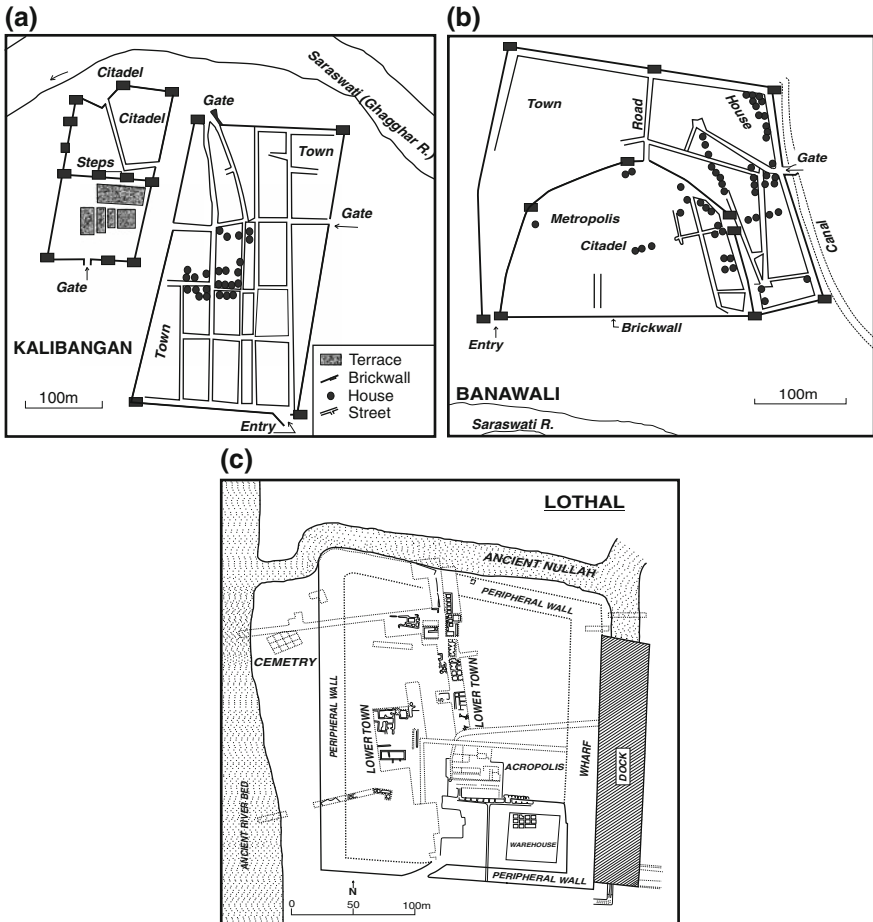 (a)
Citadel
Saraswati (Ghagghar R.)
Gate
Citadel
Steps
Town
Gate
Gate
Town
KALIBANGAN
100m
Terrace
Brickwall
House
Street
Entry
(b)
Town
Road
House
Gate
Metropolis
Citadel
Canal
Entry
Brickwall
BANAWALI
100m
Saraswati R.
(c)
LOTHAL
ANCIENT NULLAH
PERIPHERAL WALL
CEMETRY
PERIPHERAL WALL
LOWER TOWN
LOWER TOWN
ACROPOLIS
WHARF
DOCK
ANCIENT RIVER BED
WAREHOUSE
PERIPHERAL WALL
N
0 50 100m